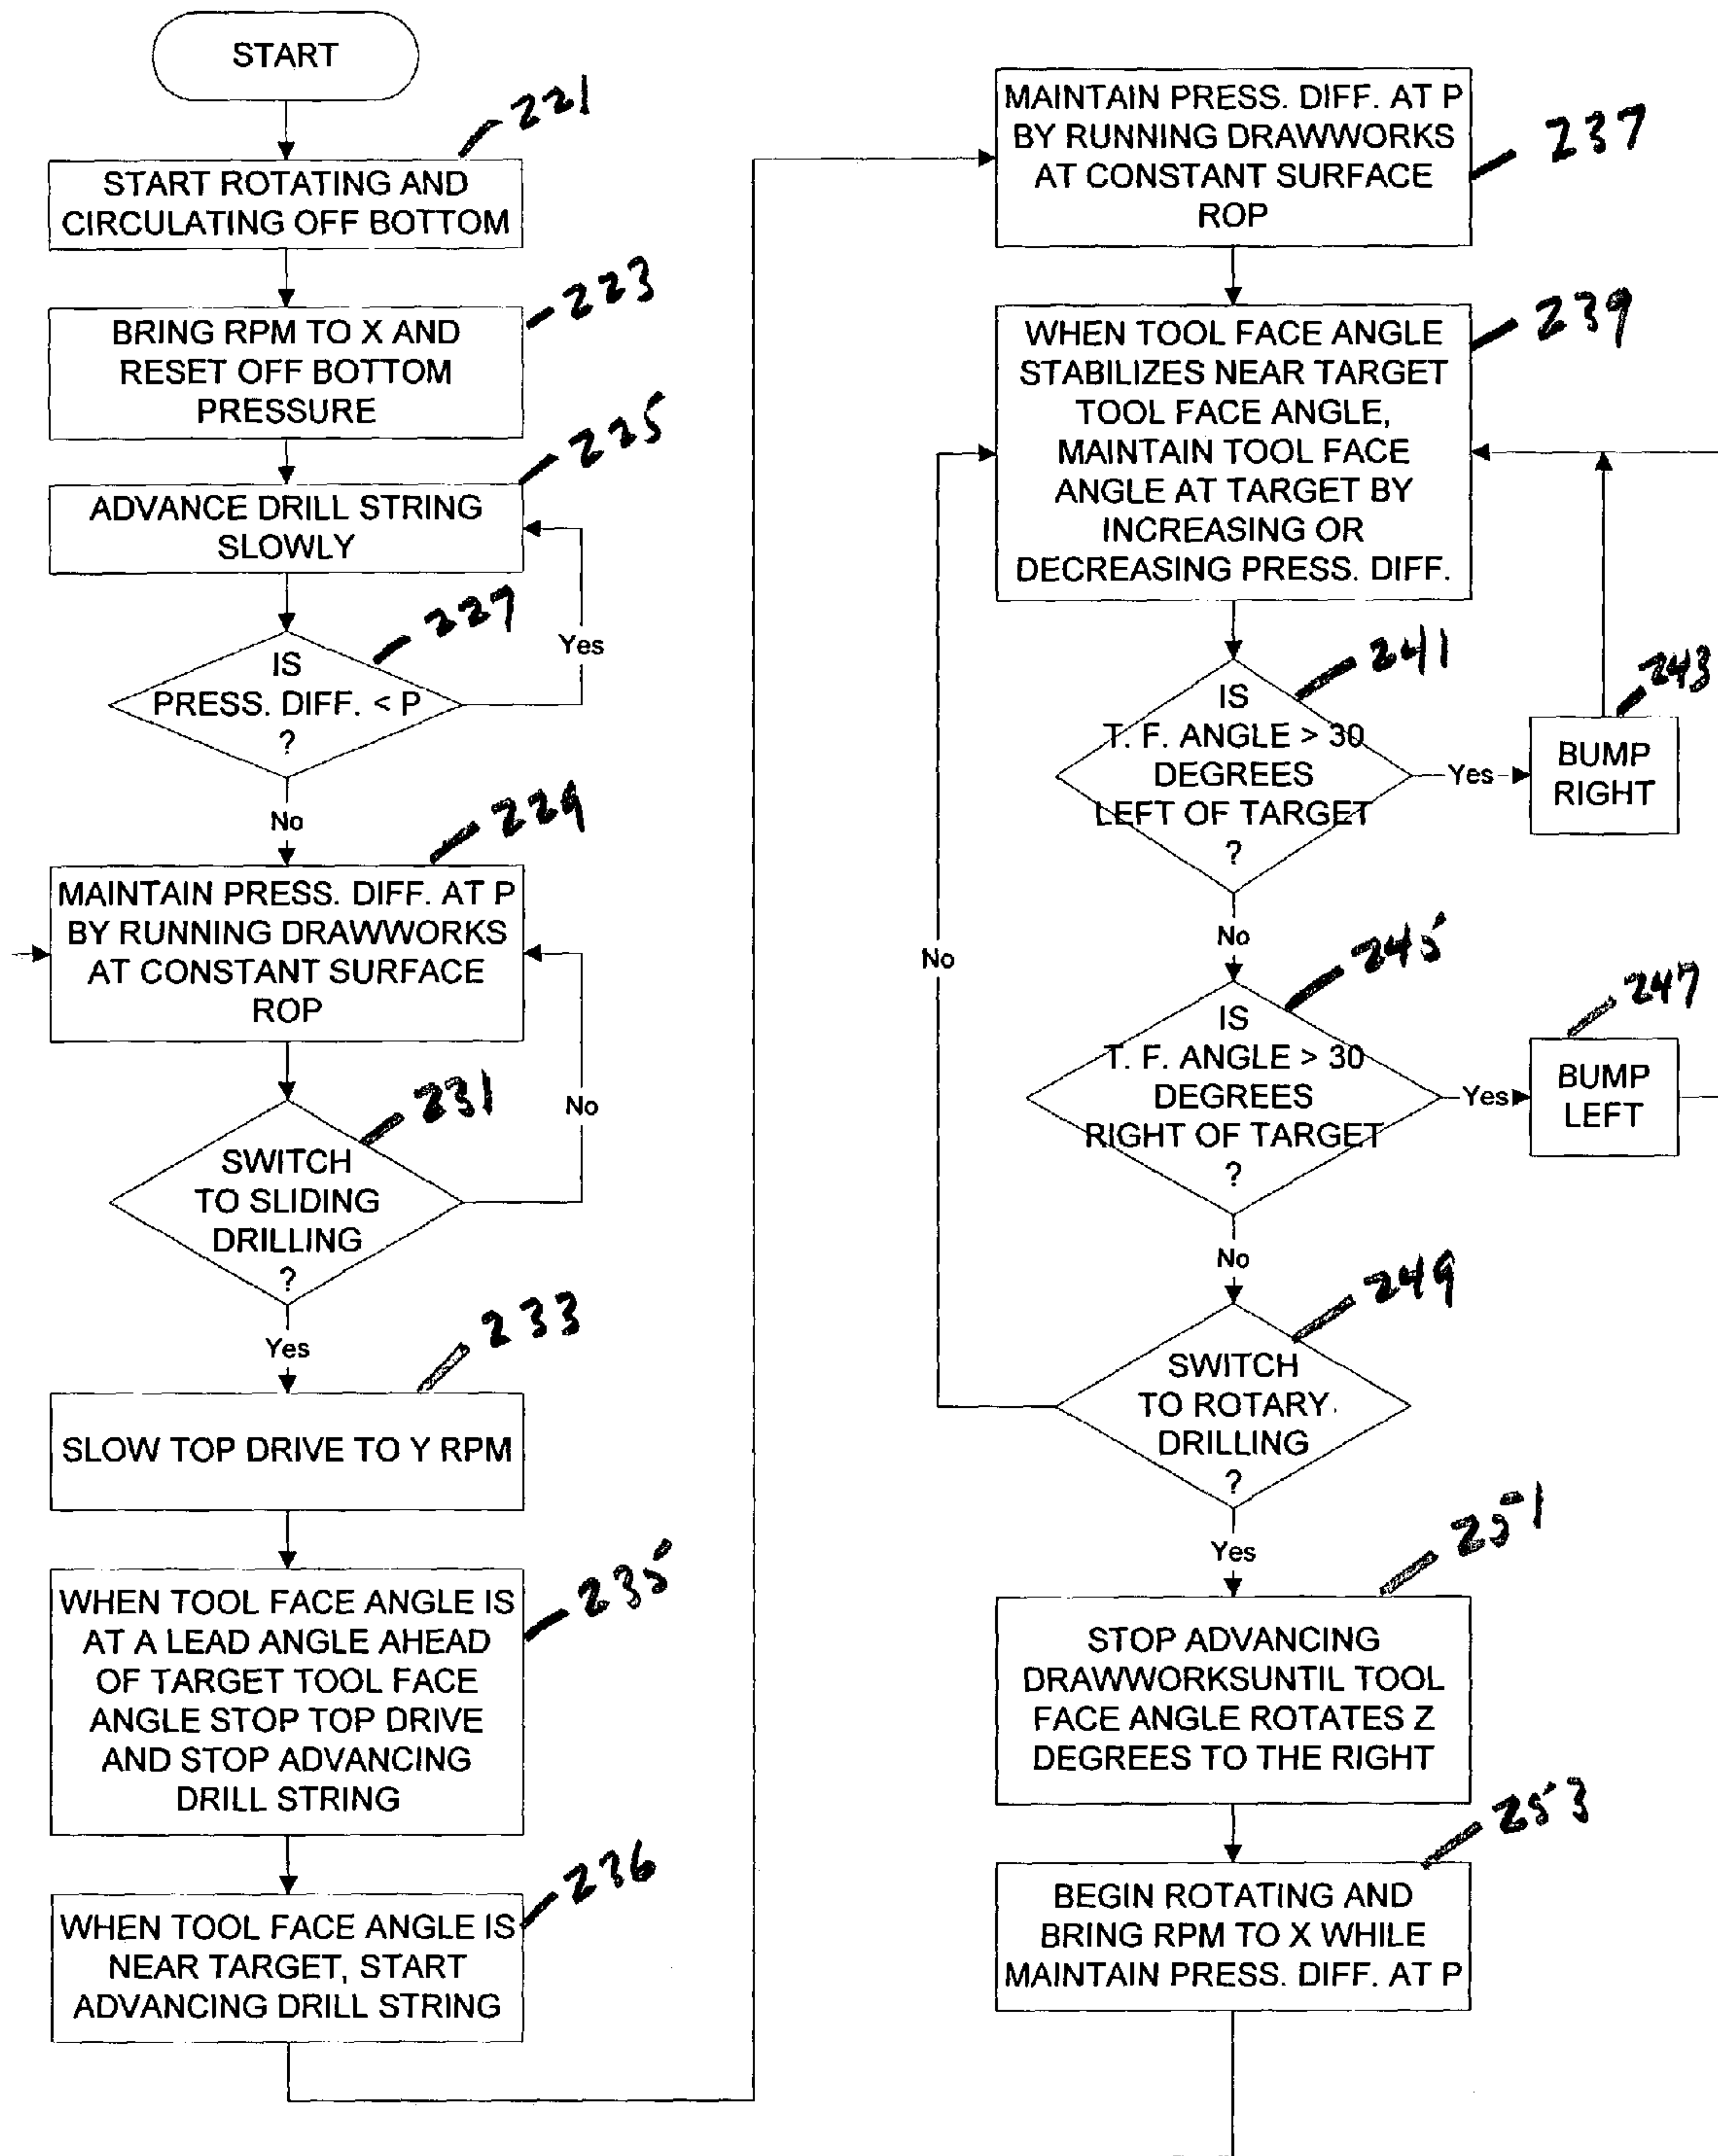 START
221
START ROTATING AND
CIRCULATING OFF BOTTOM
223
BRING RPM TO X AND
RESET OFF BOTTOM
PRESSURE
225
ADVANCE DRILL STRING
SLOWLY
227
IS
PRESS. DIFF. < P
?
Yes
No
229
MAINTAIN PRESS. DIFF. AT P
BY RUNNING DRAWWORKS
AT CONSTANT SURFACE
ROP
231
SWITCH
TO SLIDING
DRILLING
?
No
Yes
233
SLOW TOP DRIVE TO Y RPM
235
WHEN TOOL FACE ANGLE IS
AT A LEAD ANGLE AHEAD
OF TARGET TOOL FACE
ANGLE STOP TOP DRIVE
AND STOP ADVANCING
DRILL STRING
236
WHEN TOOL FACE ANGLE IS
NEAR TARGET, START
ADVANCING DRILL STRING
237
MAINTAIN PRESS. DIFF. AT P
BY RUNNING DRAWWORKS
AT CONSTANT SURFACE
ROP
239
WHEN TOOL FACE ANGLE
STABILIZES NEAR TARGET
TOOL FACE ANGLE,
MAINTAIN TOOL FACE
ANGLE AT TARGET BY
INCREASING OR
DECREASING PRESS. DIFF.
241
IS
T. F. ANGLE > 30
DEGREES
LEFT OF TARGET
?
Yes
243
BUMP
RIGHT
No
245
IS
T. F. ANGLE > 30
DEGREES
RIGHT OF TARGET
?
Yes
247
BUMP
LEFT
No
249
SWITCH
TO ROTARY
DRILLING
?
No
Yes
251
STOP ADVANCING
DRAWWORKSUNTIL TOOL
FACE ANGLE ROTATES Z
DEGREES TO THE RIGHT
253
BEGIN ROTATING AND
BRING RPM TO X WHILE
MAINTAIN PRESS. DIFF. AT P